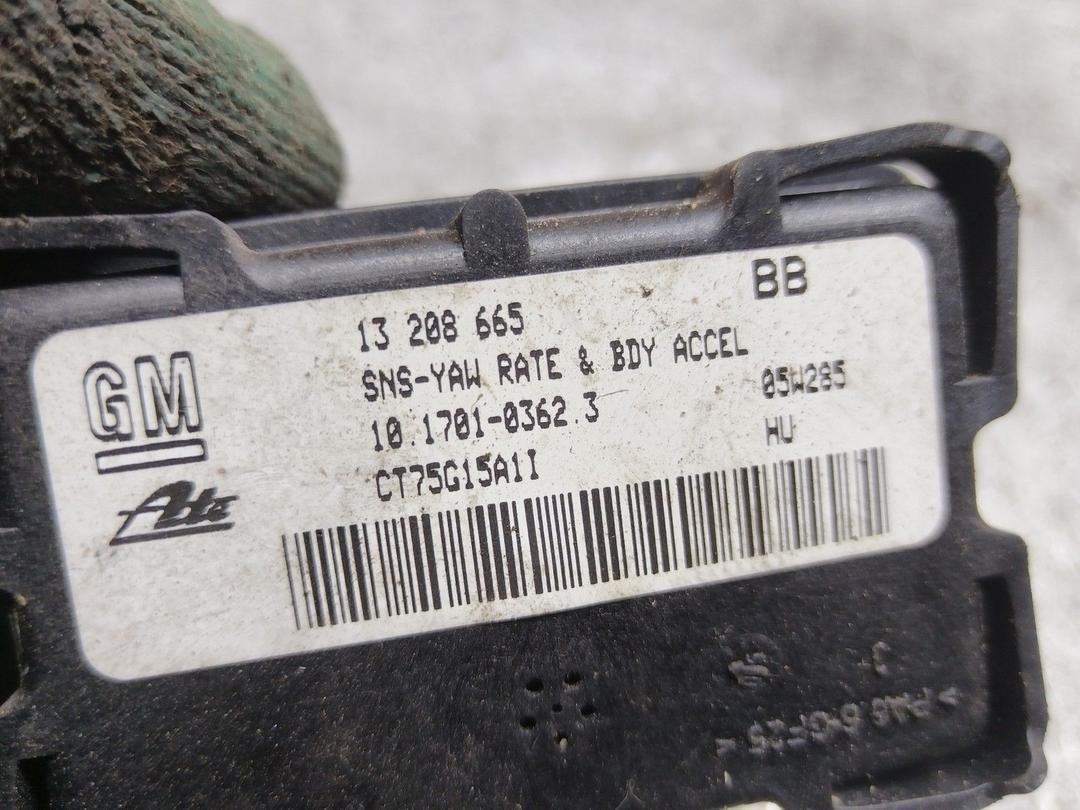 BB
13 208 665
SNS-YAW RATE & BDY ACCEL
05W285
10.1701-0362.3
HU
CT75G15A1I
GM
Ate